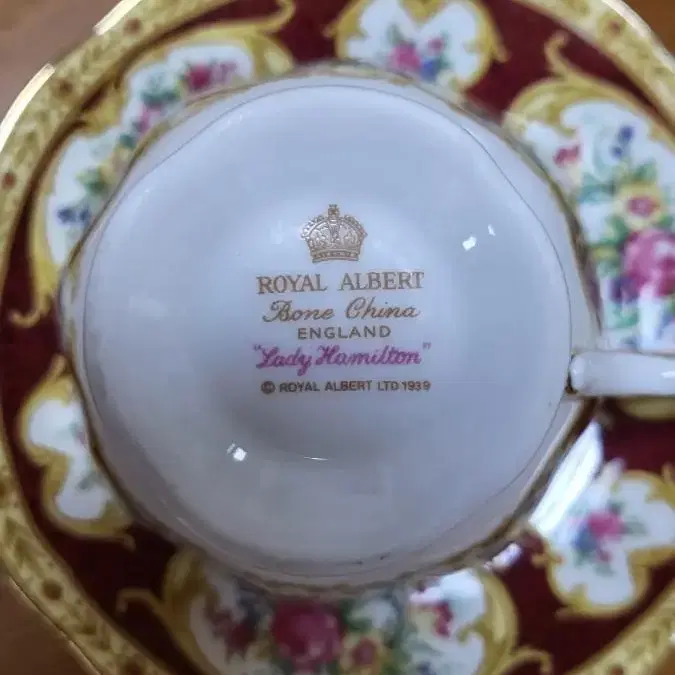 ROYAL ALBERT
Bone China
ENGLAND
"Lady Hamilton"
© ROYAL ALBERT LTD 1939